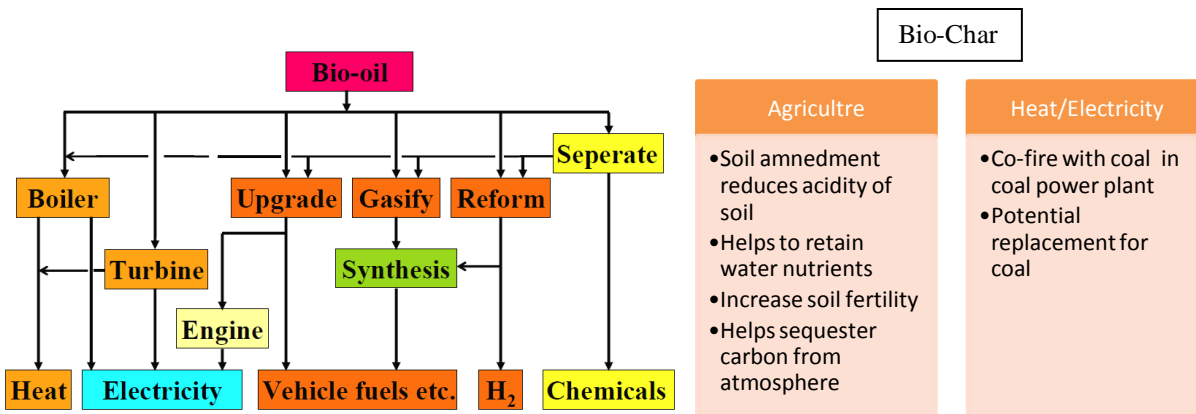 Bio-oil
Seperate
Boiler
Upgrade
Gasify
Reform
Turbine
Synthesis
Engine
Heat
Electricity
Vehicle fuels etc.
H₂
Chemicals
Bio-Char
Agricultre
•Soil amnedment
reduces acidity of
soil
•Helps to retain
water nutrients
•Increase soil fertility
•Helps sequester
carbon from
atmosphere
Heat/Electricity
•Co-fire with coal in
coal power plant
•Potential
replacement for
coal